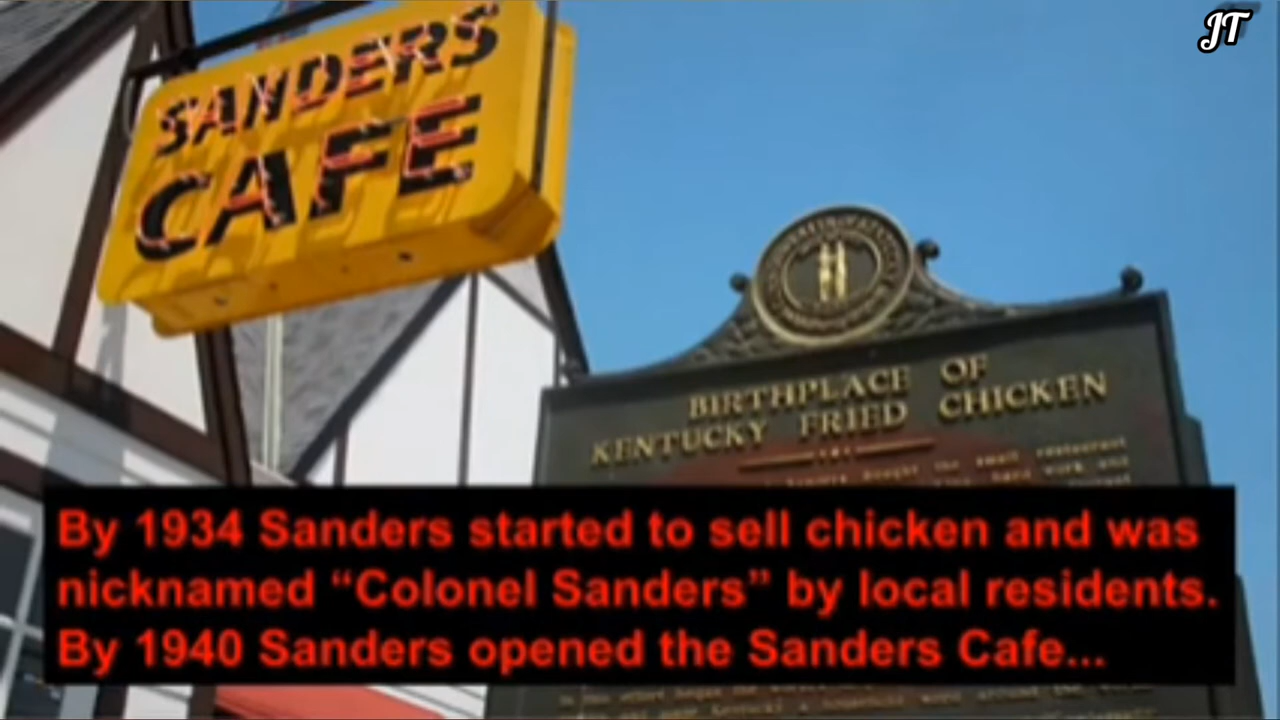 JT
SANDERS
CAFE
BIRTHPLACE OF
KENTUCKY FRIED CHICKEN
By 1934 Sanders started to sell chicken and was
nicknamed “Colonel Sanders” by local residents.
By 1940 Sanders opened the Sanders Cafe...